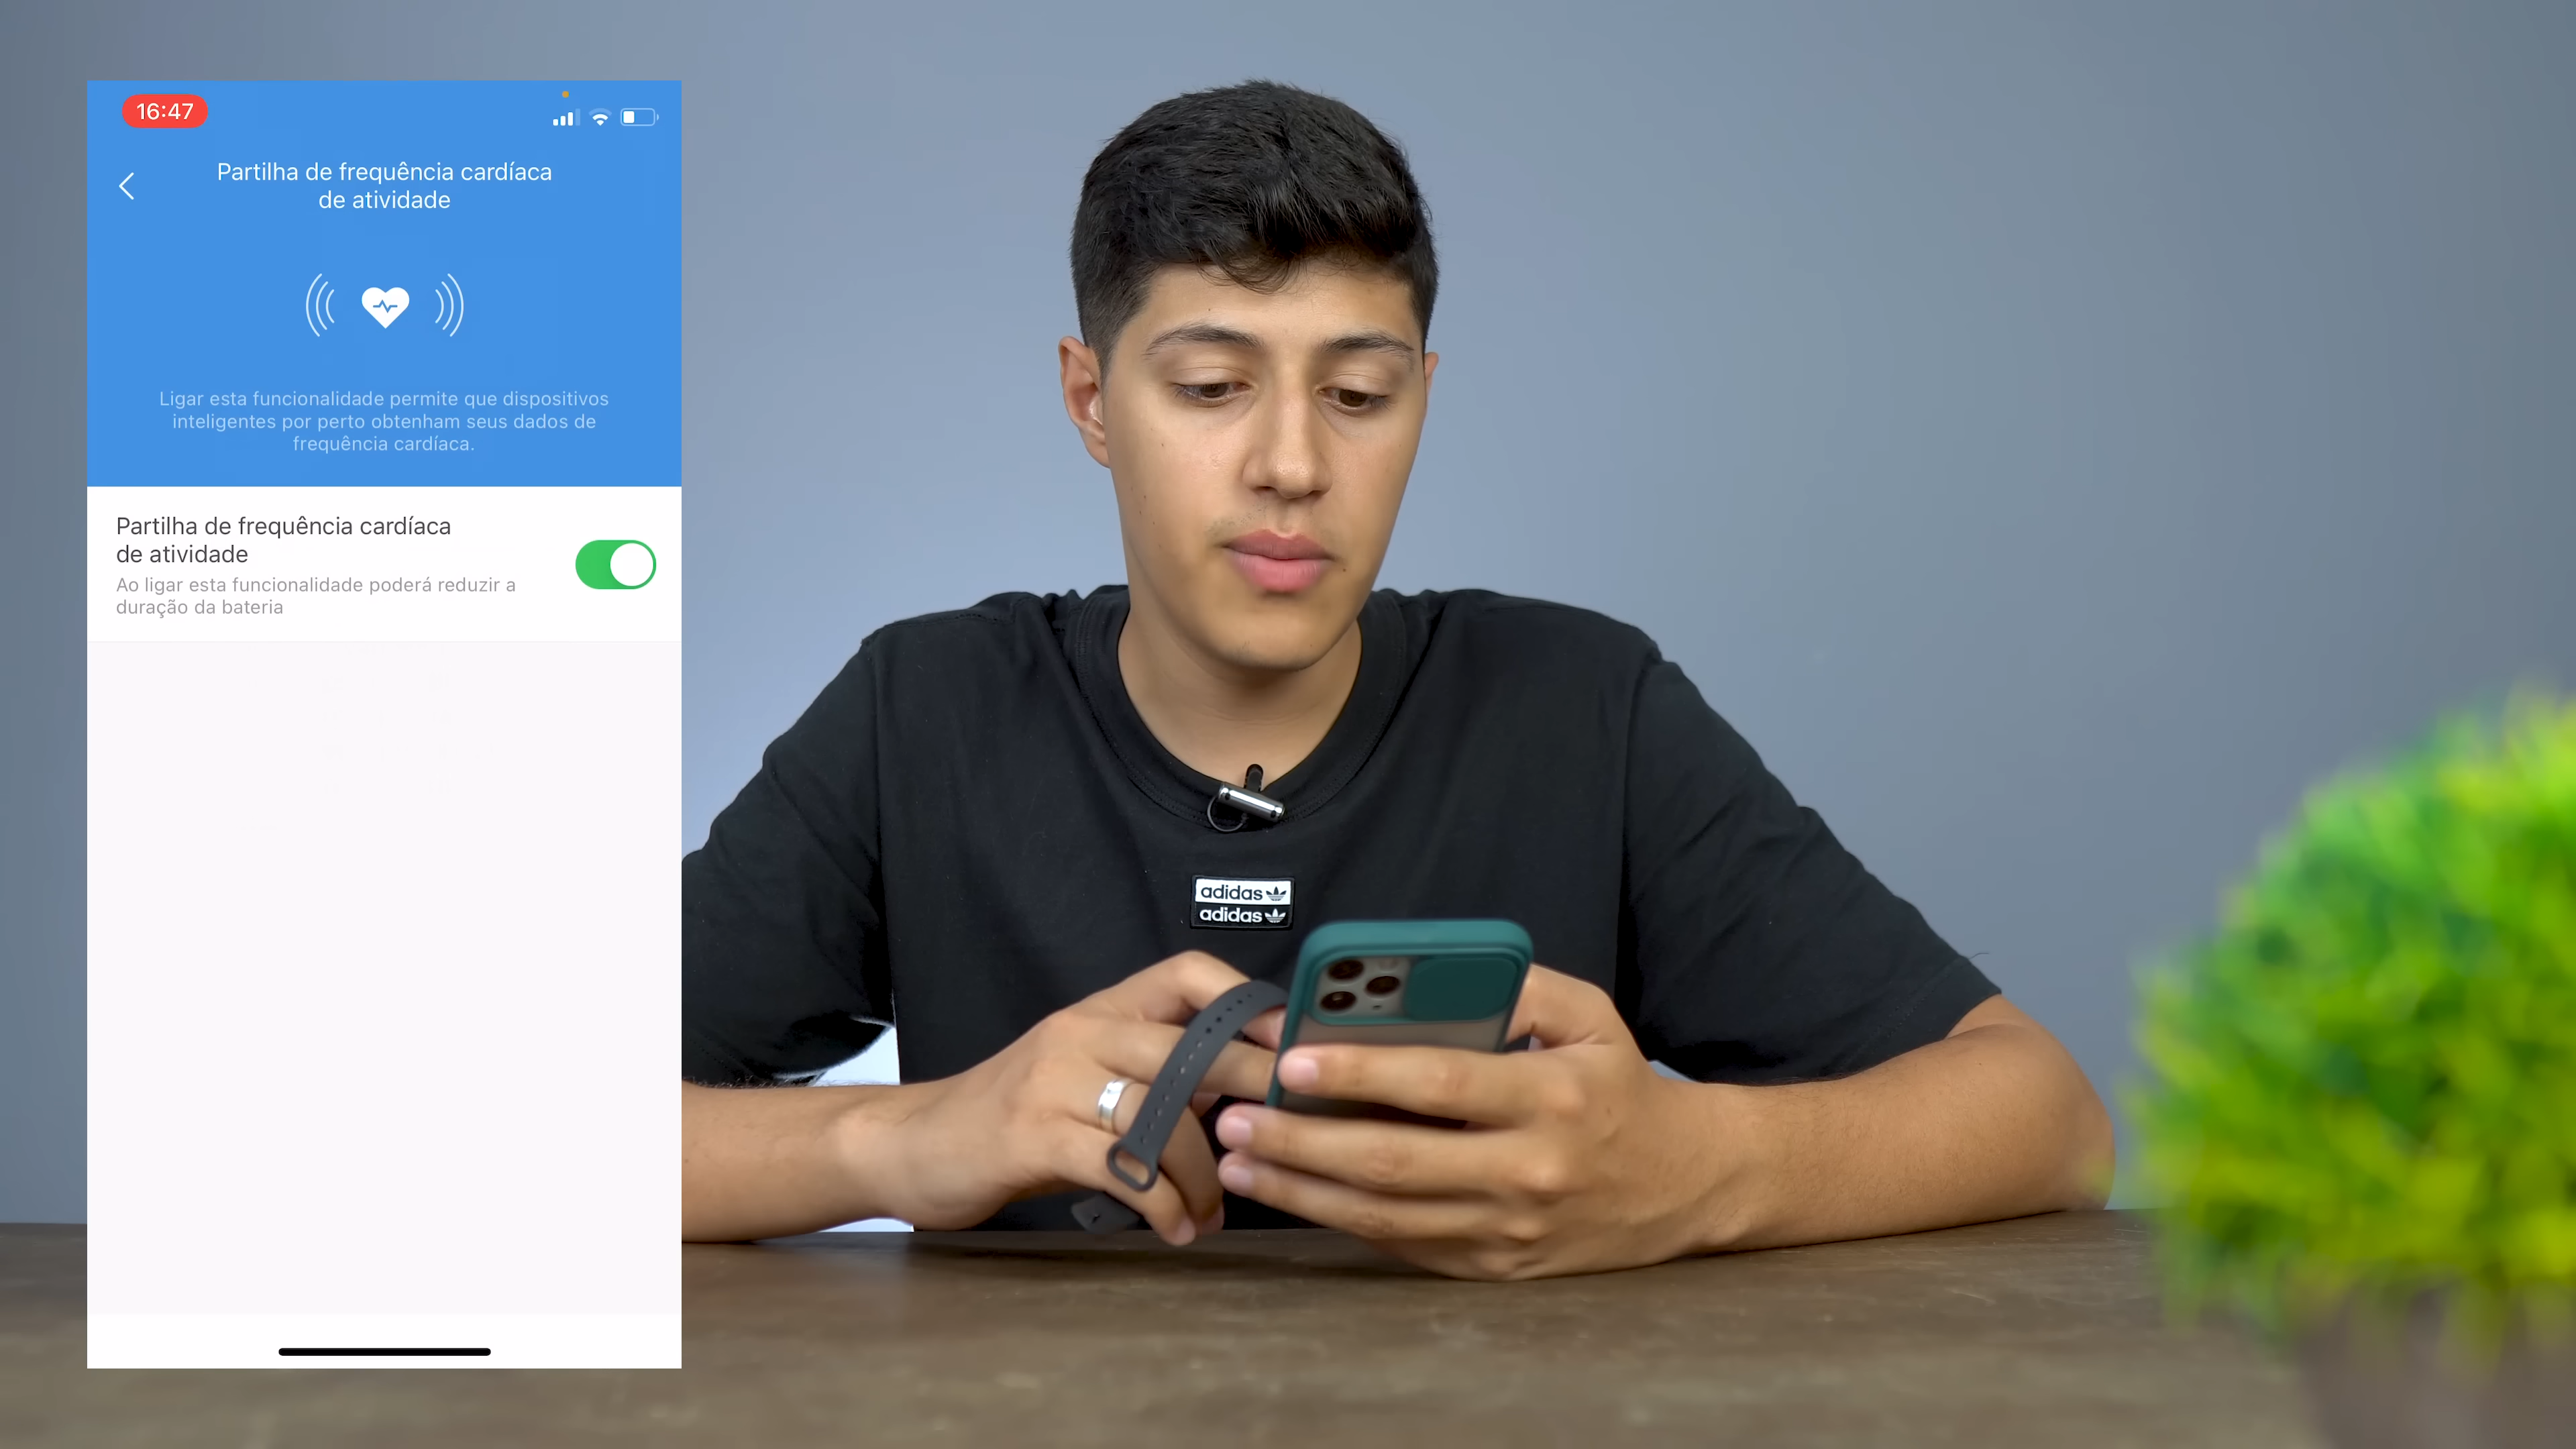 16:47
Partilha de frequência cardíaca
de atividade
Ligar esta funcionalidade permite que dispositivos
inteligentes por perto obtenham seus dados de
frequência cardíaca.
Partilha de frequência cardíaca
de atividade
Ao ligar esta funcionalidade poderá reduzir a
duração da bateria
adidas
adidas